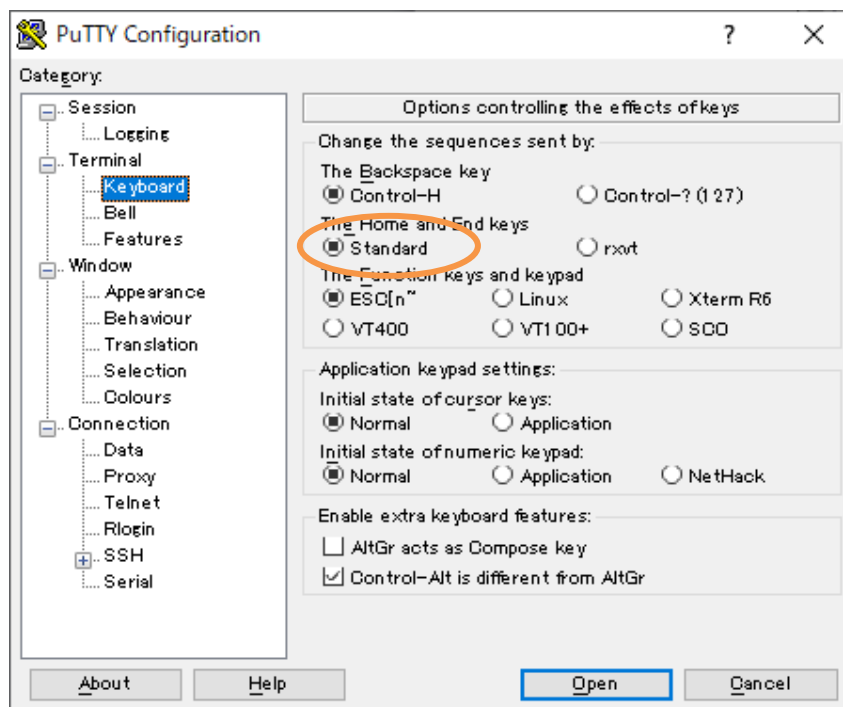 PuTTY Configuration
Category:
Session
Logging
Terminal
Keyboard
Bell
Features
Window
Appearance
Behaviour
Translation
Selection
Colours
Connection
Data
Proxy
Telnet
Rlogin
SSH
Serial
Options controlling the effects of keys
Change the sequences sent by:
The Backspace key
Control-H Control-? (127)
The Home and End keys
Standard rxvt
The Function keys and keypad
ESC[n~ Linux Xterm R6
VT400 VT100+ SCO
Application keypad settings:
Initial state of cursor keys:
Normal Application
Initial state of numeric keypad:
Normal Application NetHack
Enable extra keyboard features:
AltGr acts as Compose key
Control-Alt is different from AltGr
About Help Open Cancel